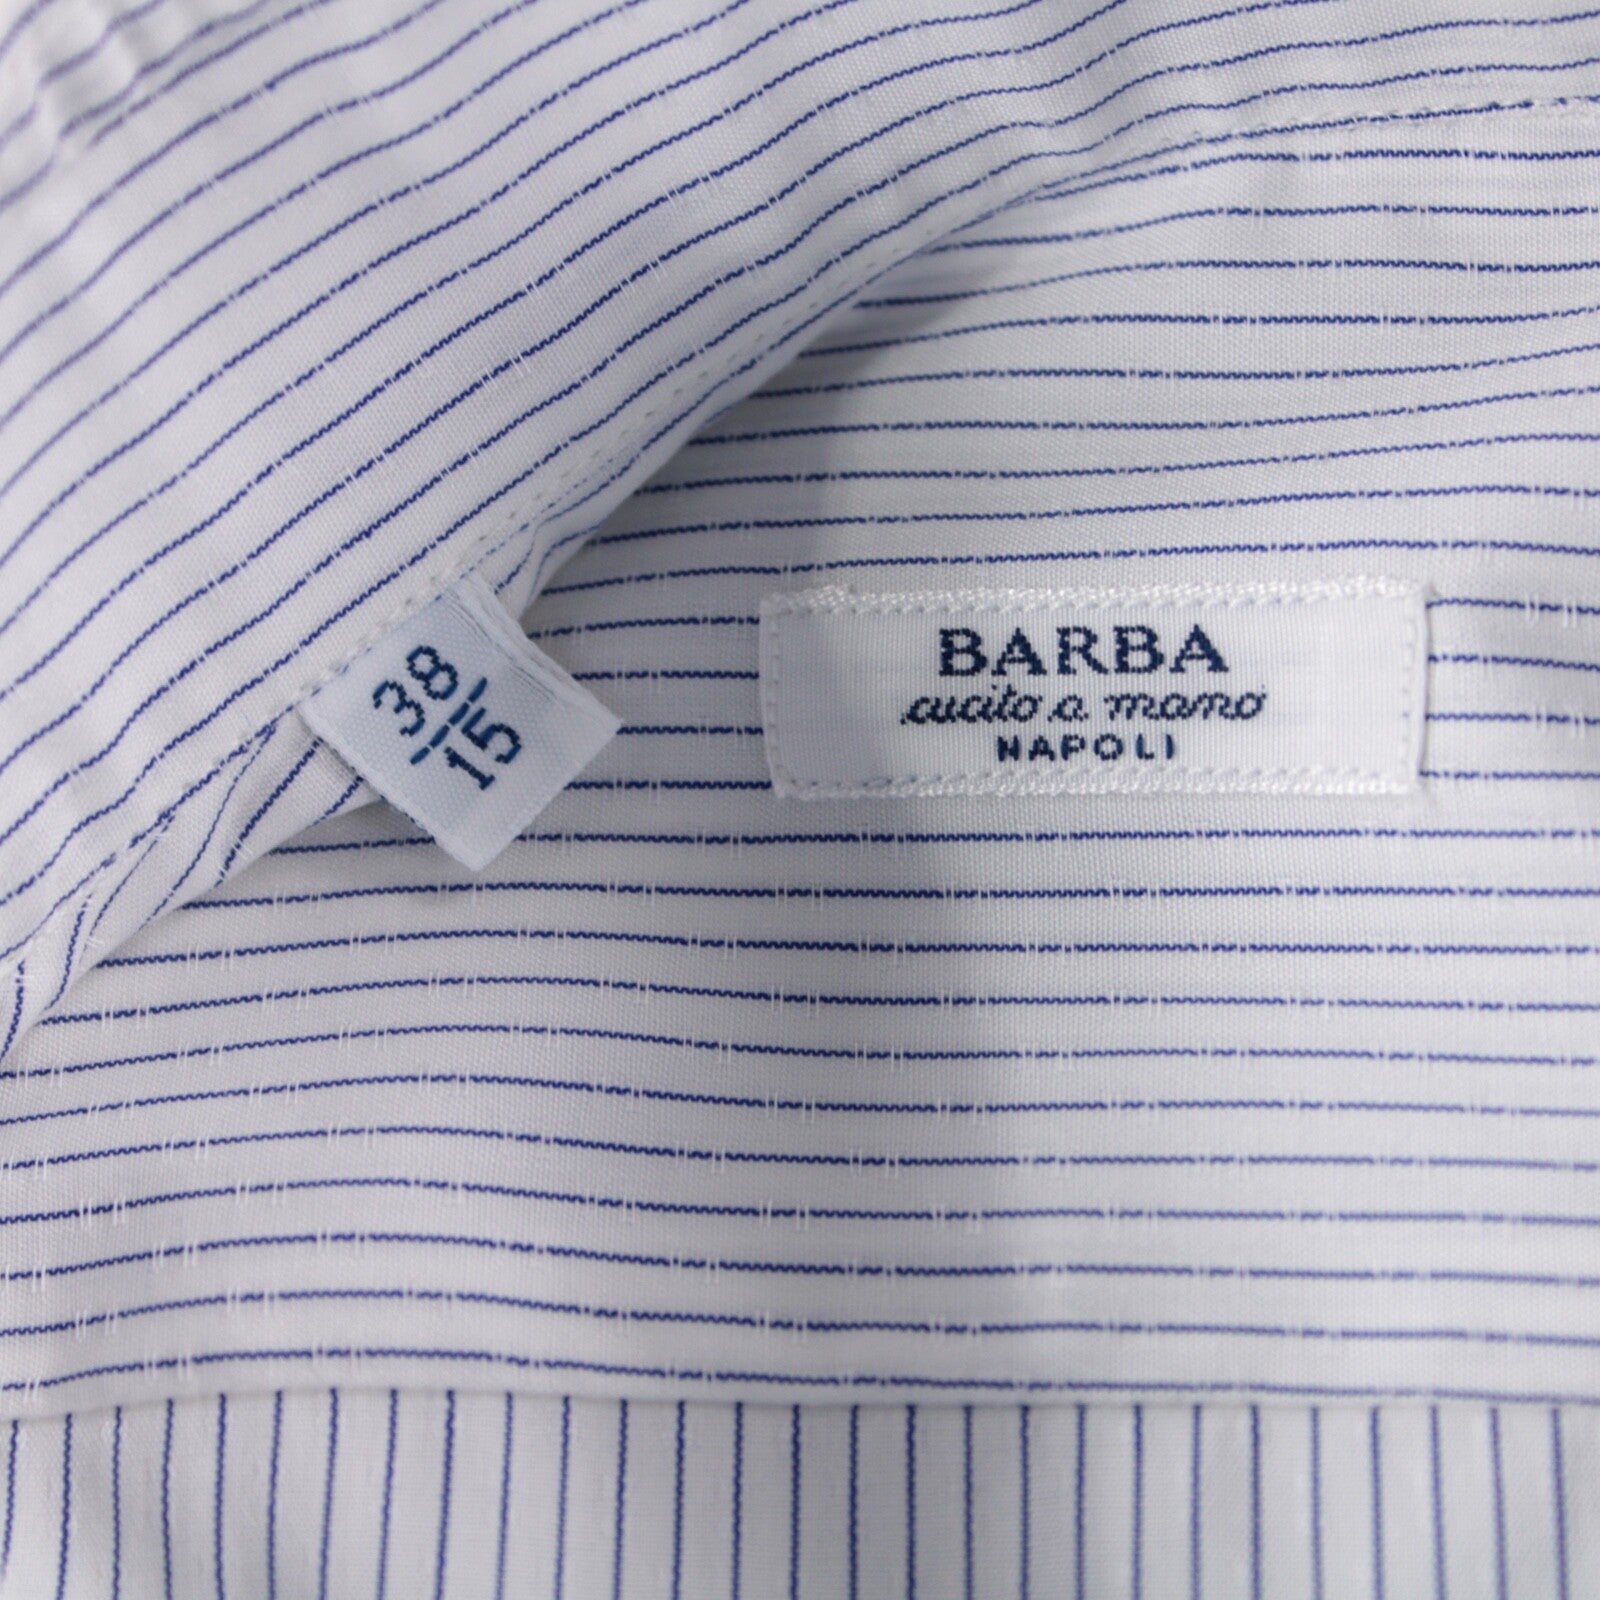 38
15
BARBA
cucito a mano
NAPOLI